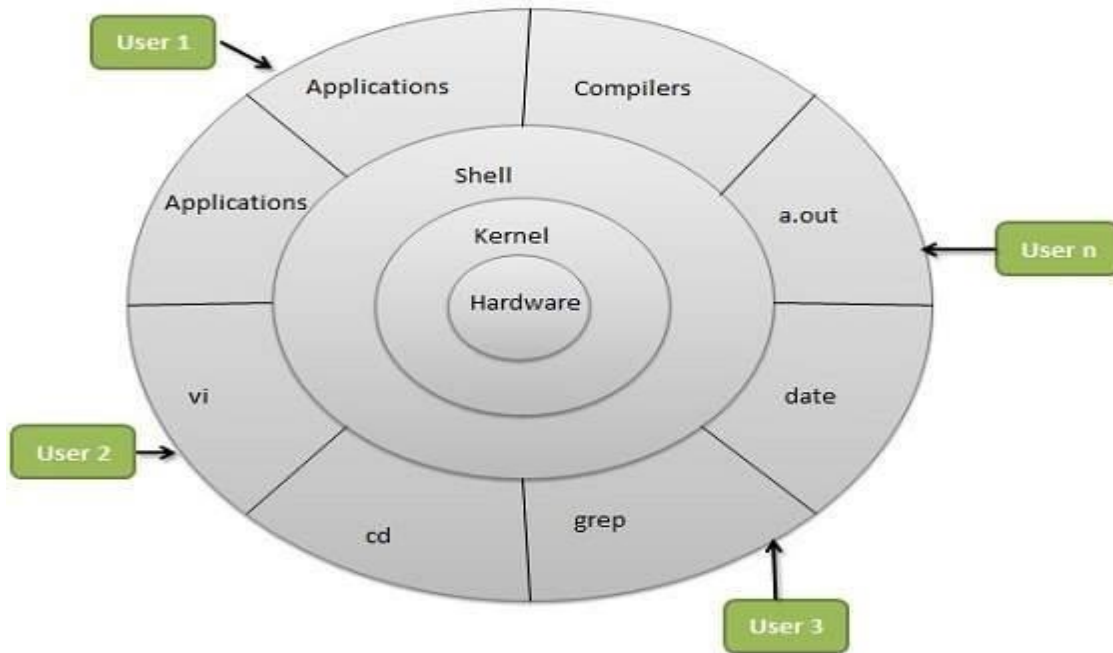 User 1
Applications
Compilers
Shell
Applications
a.out
Kernel
User n
Hardware
vi
date
User 2
grep
cd
User 3